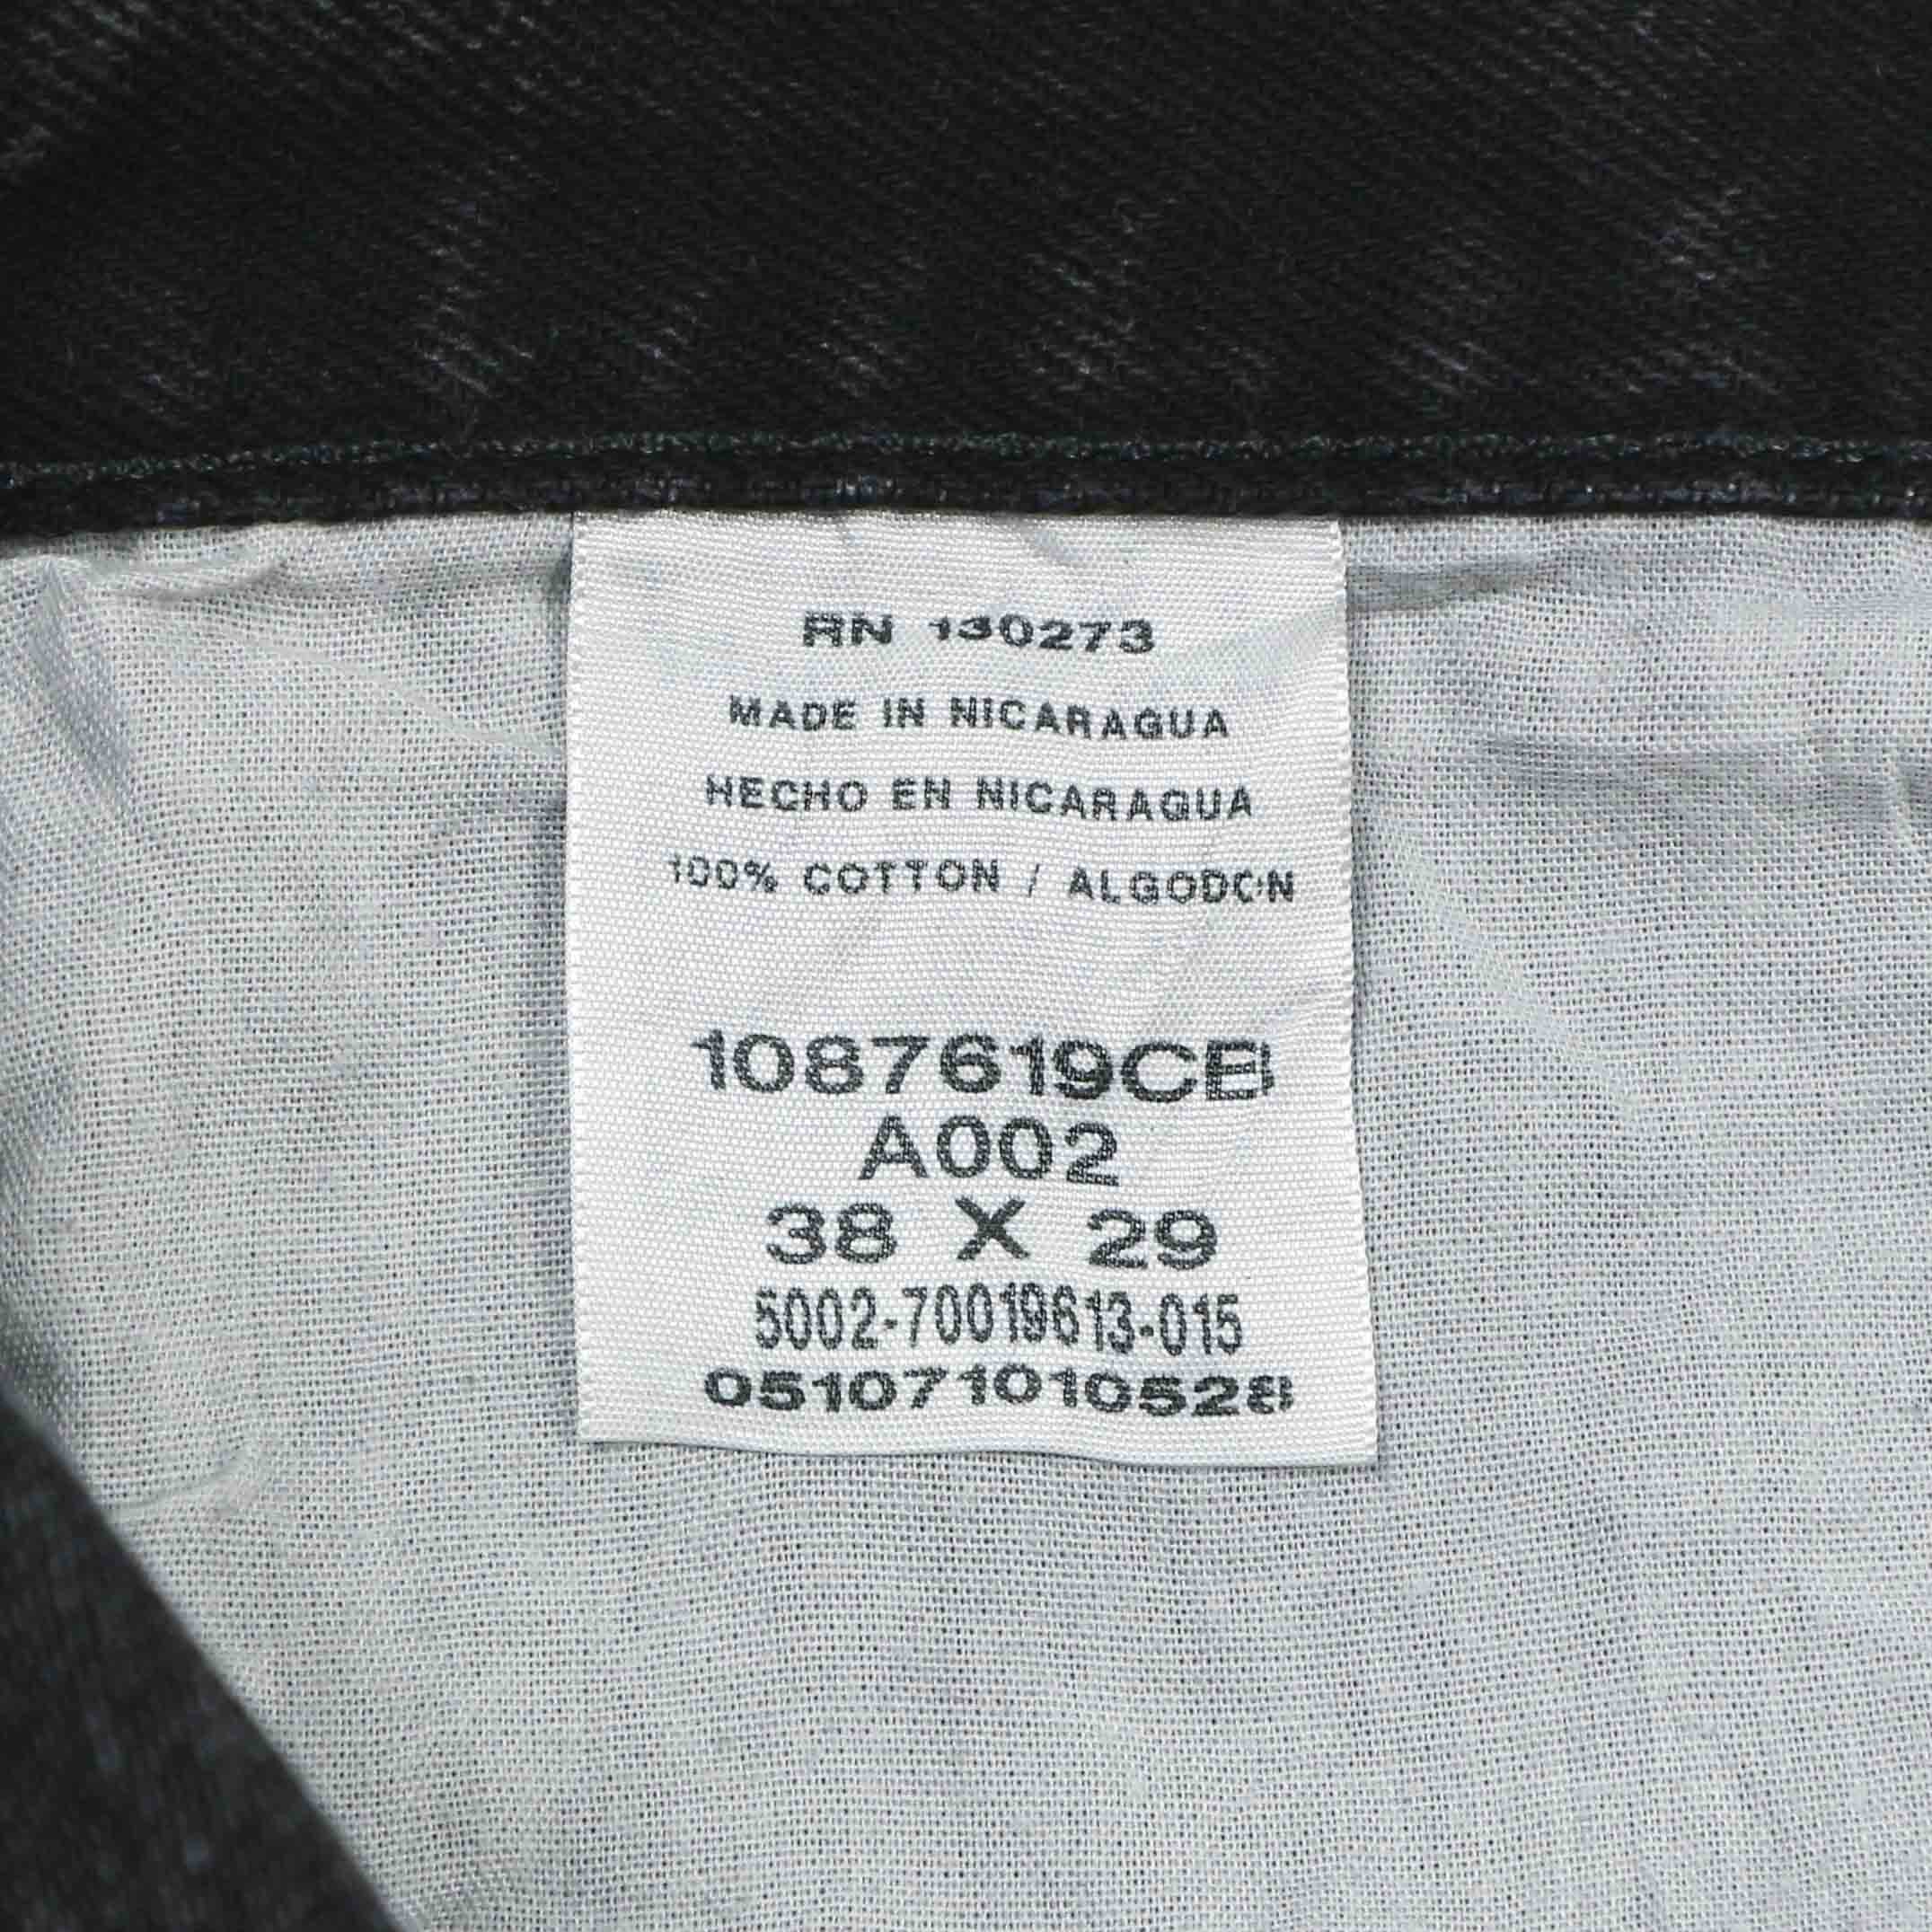 RN 130273
MADE IN NICARAGUA
HECHO EN NICARAGUA
100% COTTON / ALGODON
1087619CB
A002
38 X 29
5002-70019613-015
051071010528